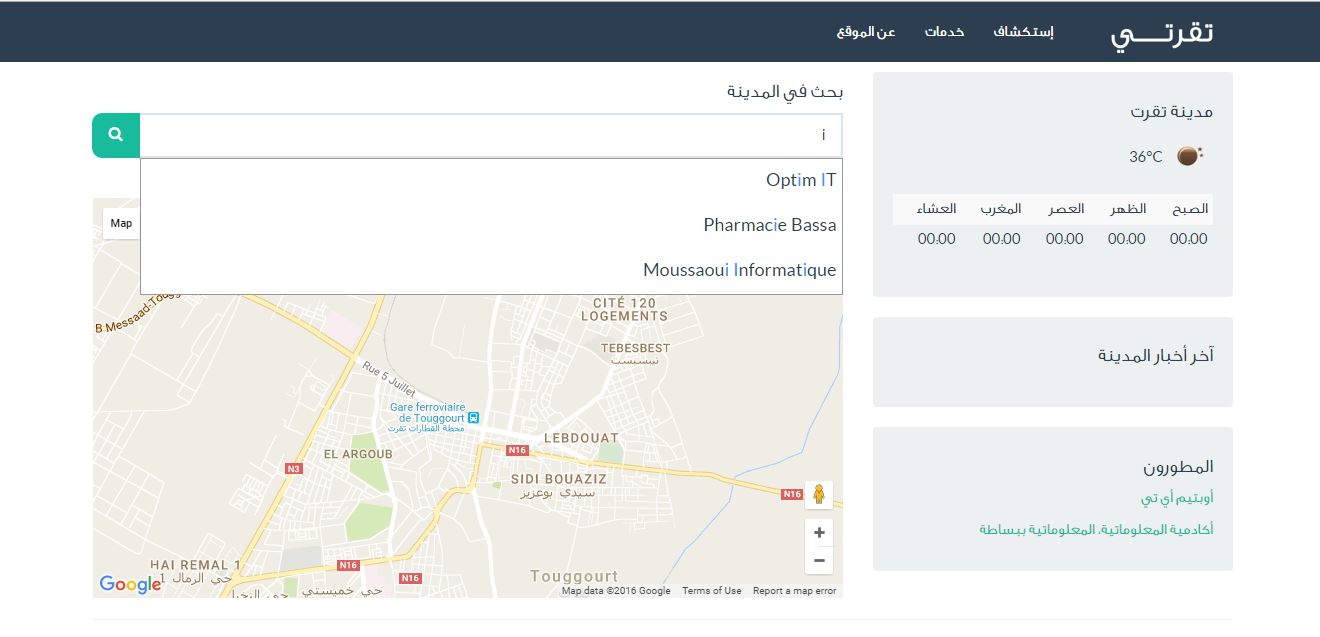 تقرتـــــي
إستكشاف
خدمات
عن الموقع
مدينة تقرت
36°C
الصبح الظهر العصر المغرب العشاء
00:00 00:00 00:00 00:00 00:00
آخر أخبار المدينة
المطورون
أوبتيم أي تي
أكادمية المعلوماتية، المعلوماتية ببساطة
بحث في المدينة
i
Optim IT
Pharmacie Bassa
Moussaoui Informatique
Map
B Messaad-Tougg
CITÉ 120
LOGEMENTS
TEBESBEST
تبسبست
Rue 5 Juillet
Gare ferroviaire
de Touggourt
محطة القطارات تقرت
LEBDOUAT
N16
EL ARGOUB
N3
SIDI BOUAZIZ
سيدي بوعزيز
N16
HAI REMAL 1
حي الرمال 1
N16
N16
Touggourt
حي خميستي
Google
Map data ©2016 Google
Terms of Use
Report a map error